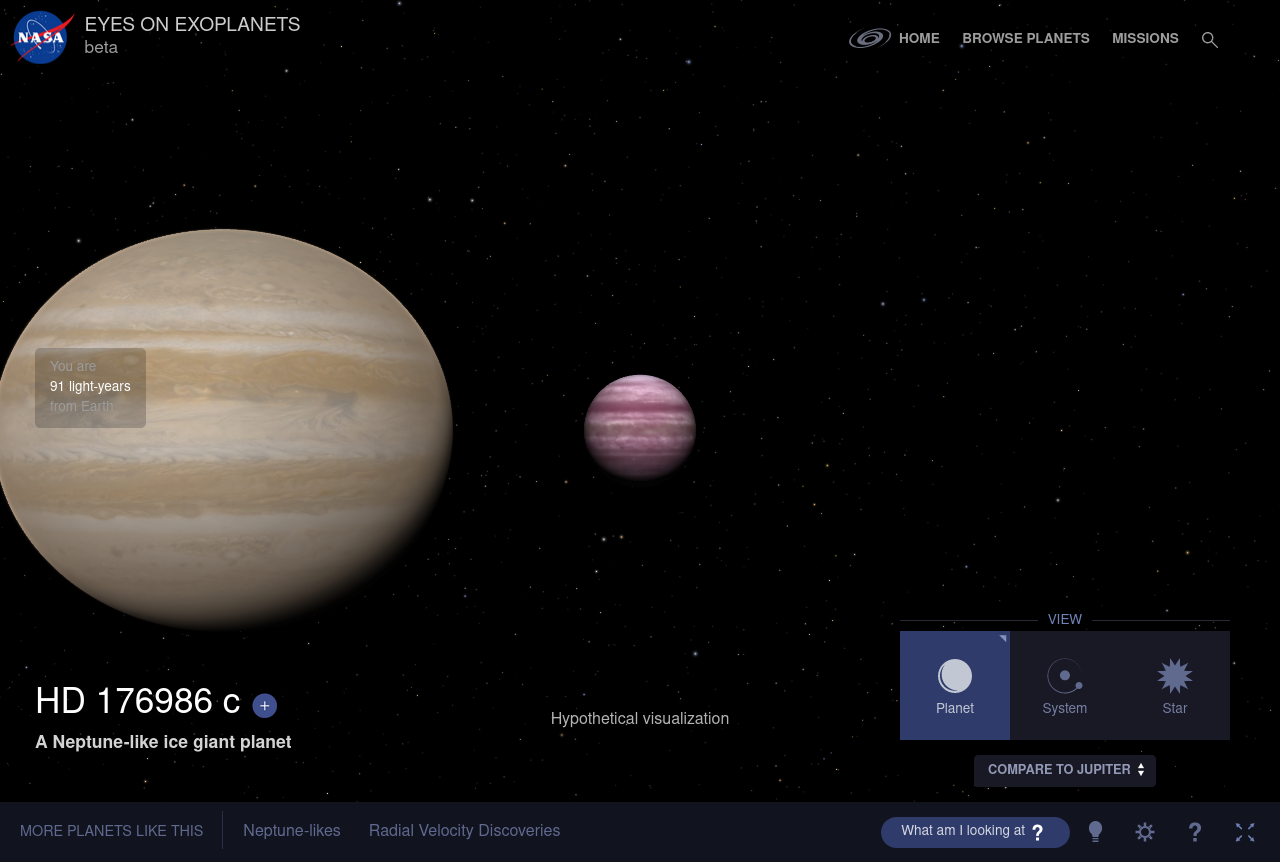 NASA
EYES ON EXOPLANETS
beta
HOME
BROWSE PLANETS
MISSIONS
You are
91 light-years
from Earth
VIEW
Planet
System
Star
HD 176986 c +
A Neptune-like ice giant planet
Hypothetical visualization
COMPARE TO JUPITER
MORE PLANETS LIKE THIS
Neptune-likes
Radial Velocity Discoveries
What am I looking at ?
?